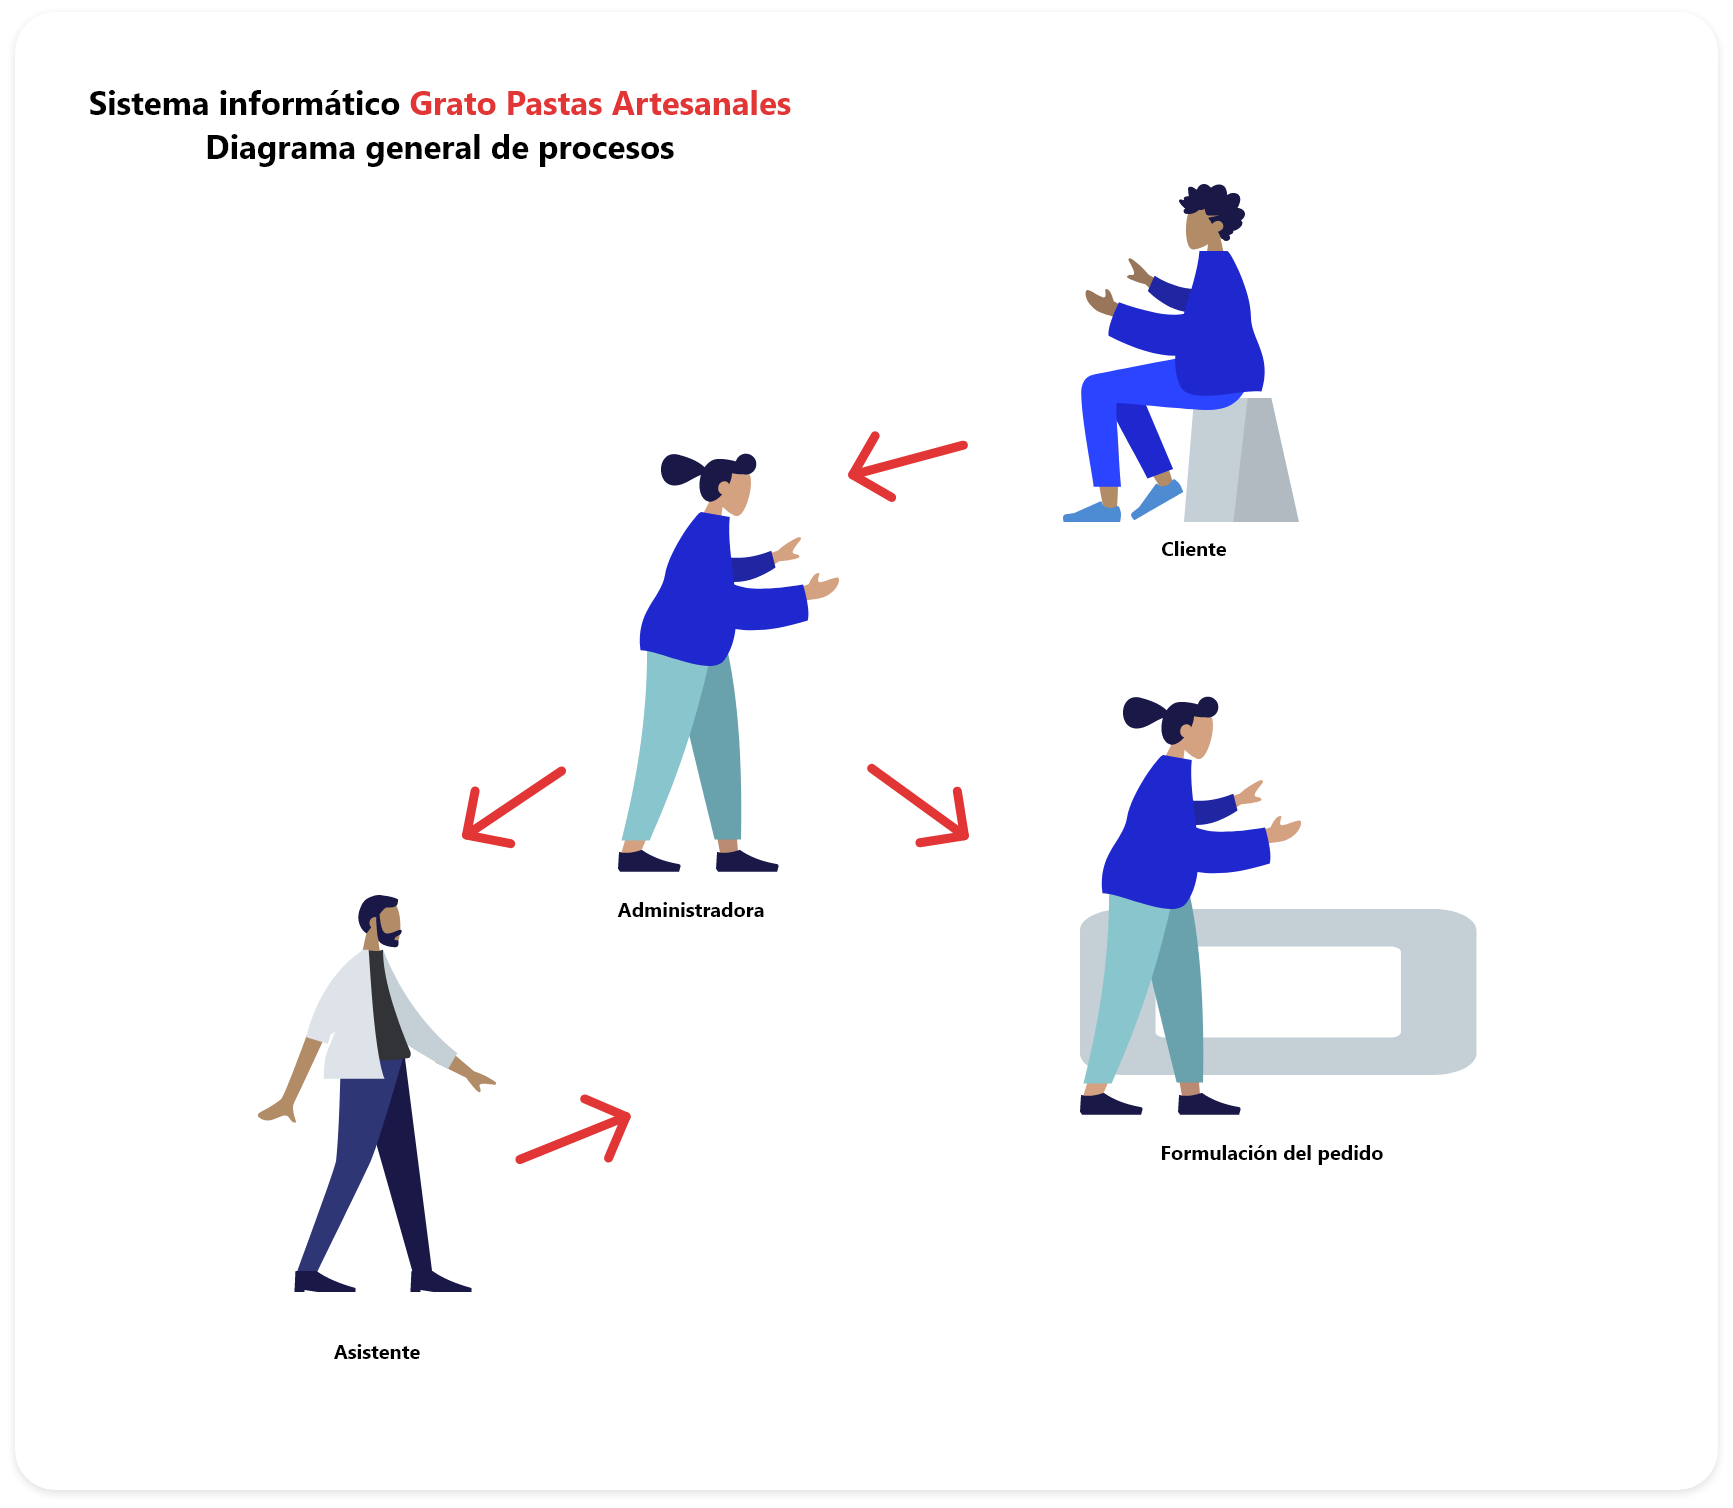 Sistema informático Grato Pastas Artesanales
Diagrama general de procesos
Cliente
Administradora
Formulación del pedido
Asistente